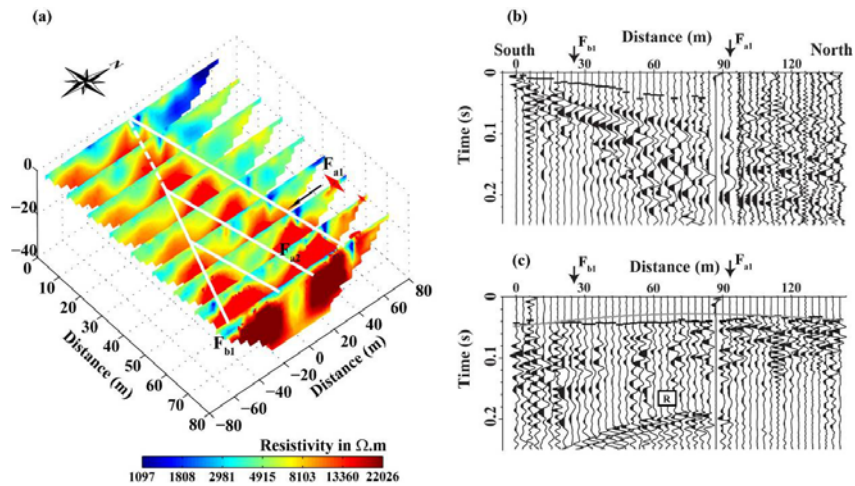 (a)
N
F a1
F a2
F b1
0
−20
−40
0
10
20
30
40
50
60
70
80
Distance (m)
−80
−60
−40
−20
0
20
40
60
80
Distance (m)
Resistivity in Ω.m
1097 1808 2981 4915 8103 13360 22026
(b)
F b1 Distance (m) F a1
South North
0 30 60 90 120
0
0.1
0.2
Time (s)
(c)
F b1 Distance (m) F a1
0 30 60 90 120
0
0.1
0.2
Time (s)
R